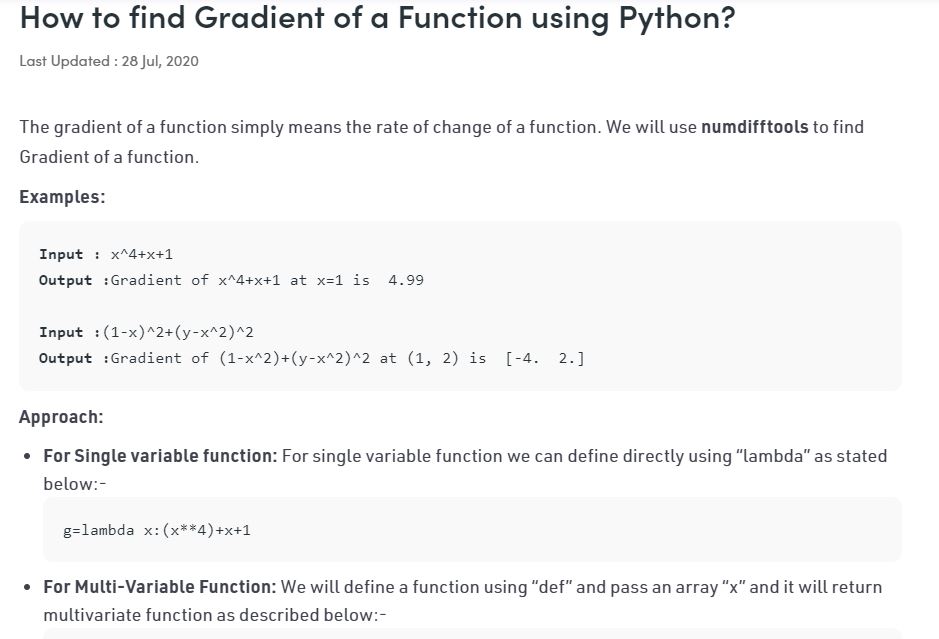 How to find Gradient of a Function using Python?
Last Updated : 28 Jul, 2020
The gradient of a function simply means the rate of change of a function. We will use numdifftools to find
Gradient of a function.
Examples:
Input : x^4+x+1
Output :Gradient of x^4+x+1 at x=1 is  4.99
Input :(1-x)^2+(y-x^2)^2
Output :Gradient of (1-x^2)+(y-x^2)^2 at (1, 2) is  [-4.  2.]
Approach:
• For Single variable function: For single variable function we can define directly using “lambda” as stated
below:-
g=lambda x:(x**4)+x+1
• For Multi-Variable Function: We will define a function using “def” and pass an array “x” and it will return
multivariate function as described below:-